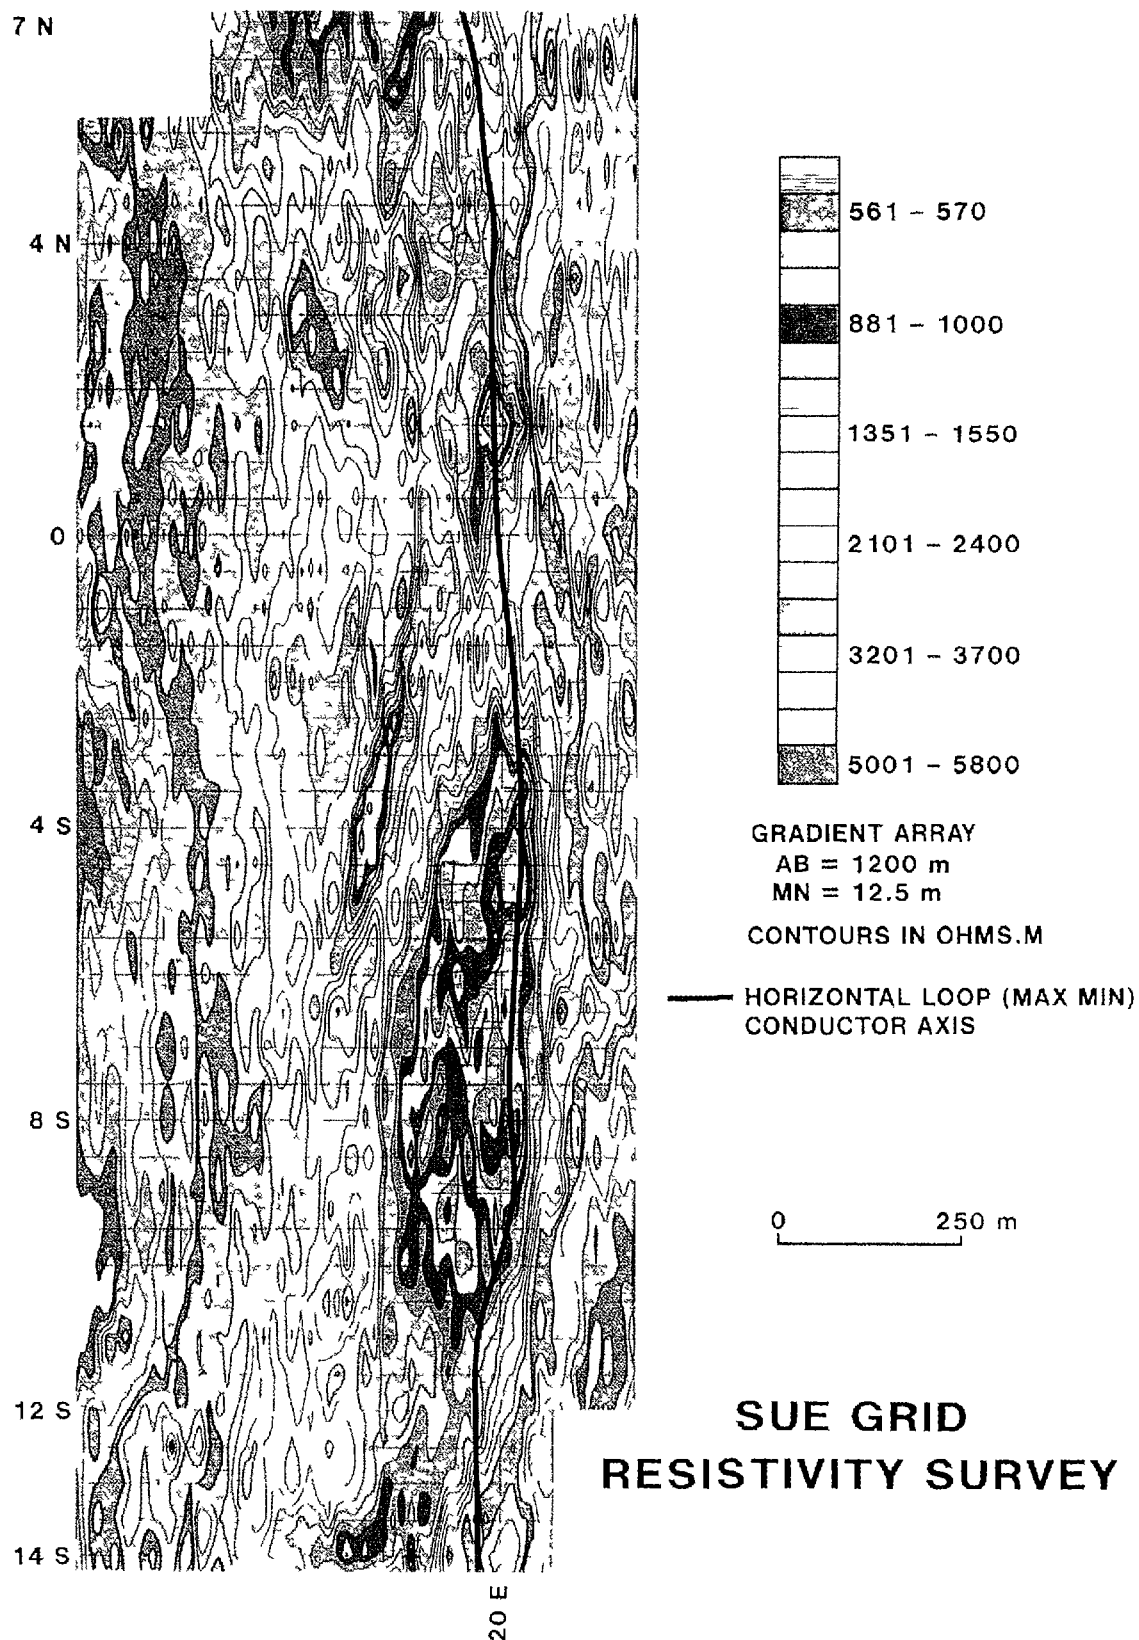 7 N
4 N
0
4 S
8 S
12 S
14 S
20 E
561 – 570
881 – 1000
1351 – 1550
2101 – 2400
3201 – 3700
5001 – 5800
GRADIENT ARRAY
AB = 1200 m
MN = 12.5 m
CONTOURS IN OHMS.M
HORIZONTAL LOOP (MAX MIN)
CONDUCTOR AXIS
0 250 m
SUE GRID
RESISTIVITY SURVEY